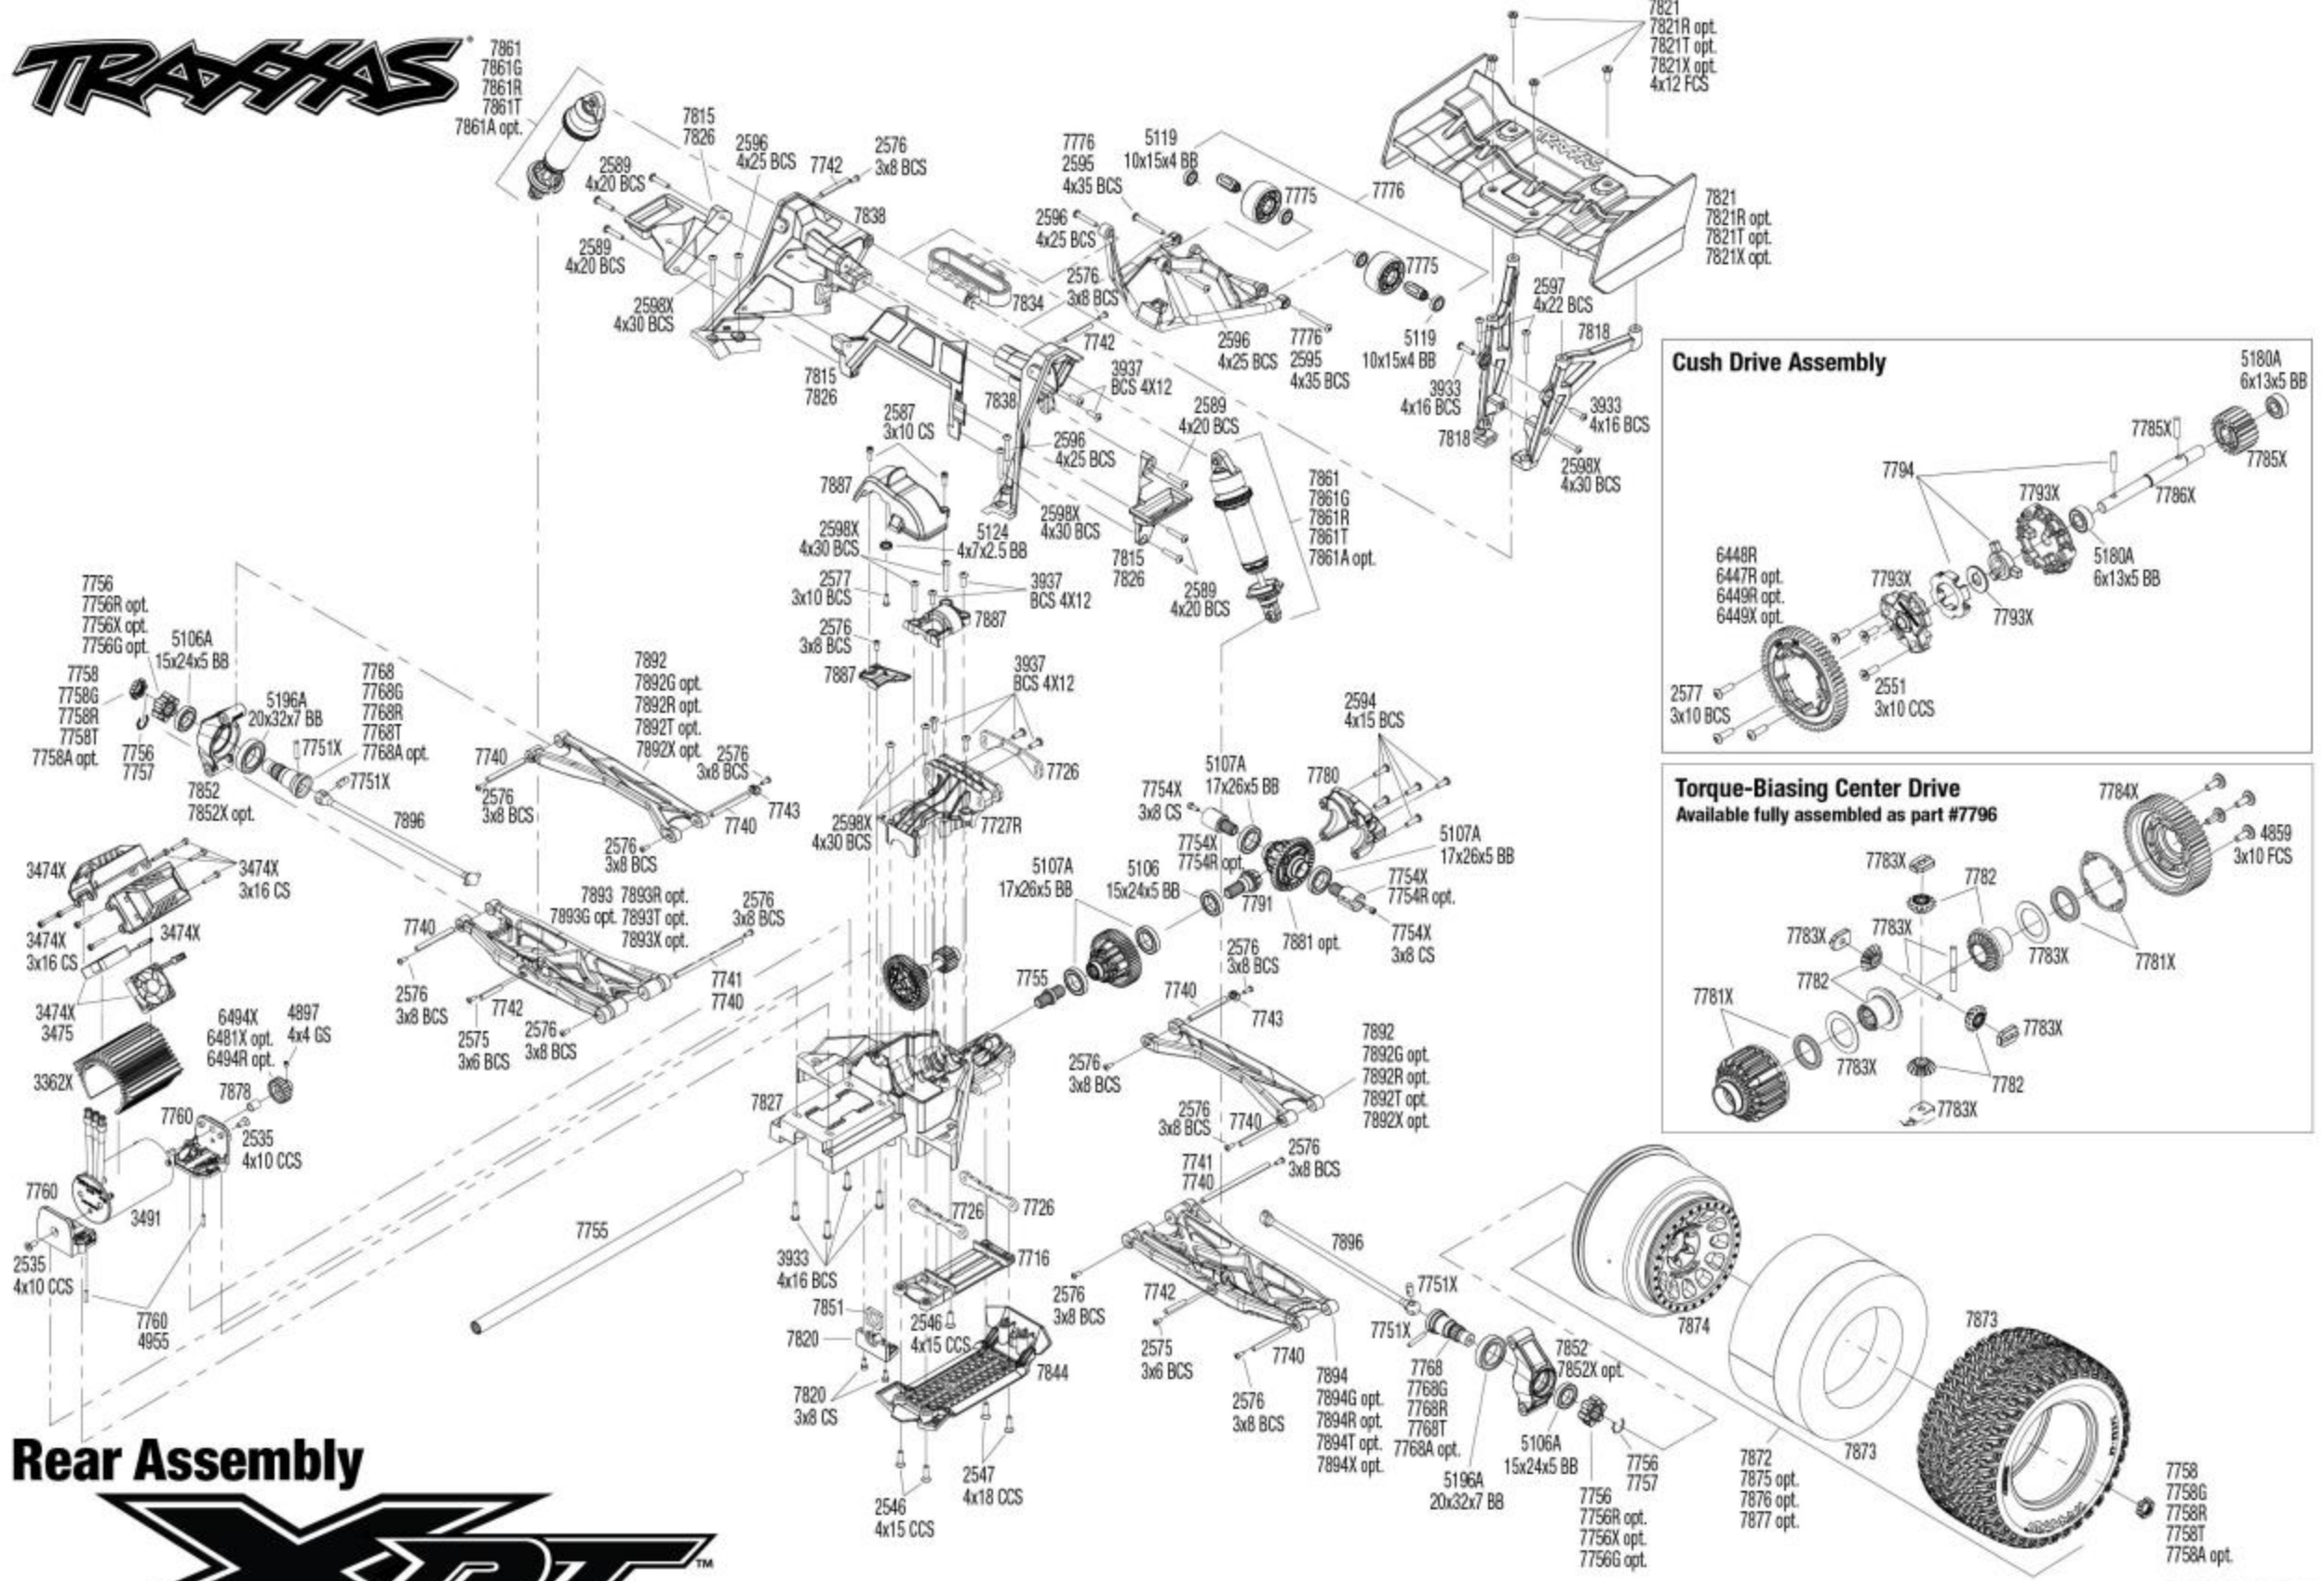 TRAXXAS
7861
7861G
7861R
7861T
7861A opt.
7815
7826
2596
4x25 BCS
7742
2576
3x8 BCS
2589
4x20 BCS
7838
2589
4x20 BCS
2598X
4x30 BCS
7834
7815
7826
7776
2595
4x35 BCS
5119
10x15x4 BB
7775
7776
2596
4x25 BCS
2576
3x8 BCS
7775
7742
2596
4x25 BCS
7776
2595
4x35 BCS
5119
10x15x4 BB
7821
7821R opt.
7821T opt.
7821X opt.
4x12 FCS
TRAXXAS
7821
7821R opt.
7821T opt.
7821X opt.
2597
4x22 BCS
7818
3933
4x16 BCS
7818
3933
4x16 BCS
2598X
4x30 BCS
3937
BCS 4X12
7838
2589
4x20 BCS
2596
4x25 BCS
2587
3x10 CS
7887
2598X
4x30 BCS
5124
4x7x2.5 BB
2598X
4x30 BCS
7815
7826
2589
4x20 BCS
7861
7861G
7861R
7861T
7861A opt.
2577
3x10 BCS
3937
BCS 4X12
7887
2576
3x8 BCS
7887
3937
BCS 4X12
7726
2598X
4x30 BCS
7727R
Cush Drive Assembly
5180A
6x13x5 BB
7785X
7785X
7794
7786X
7793X
5180A
6x13x5 BB
6448R
6447R opt.
6449R opt.
6449X opt.
7793X
7793X
2551
3x10 CCS
2577
3x10 BCS
7756
7756R opt.
7756X opt.
7756G opt.
5106A
15x24x5 BB
7758
7758G
7758R
7758T
7758A opt.
7756
7757
5196A
20x32x7 BB
7751X
7768
7768G
7768R
7768T
7768A opt.
7751X
7852
7852X opt.
7896
7892
7892G opt.
7892R opt.
7892T opt.
7892X opt.
7740
2576
3x8 BCS
2576
3x8 BCS
7743
7740
2576
3x8 BCS
7893 7893R opt.
7893G opt. 7893T opt.
7893X opt.
2576
3x8 BCS
7740
7741
7740
2576
3x8 BCS
7742
2575
3x6 BCS
2576
3x8 BCS
3474X
3474X
3x16 CS
3474X
3x16 CS
3474X
3474X
3475
3362X
6494X
6481X opt.
6494R opt.
4897
4x4 GS
7878
7760
2535
4x10 CCS
7760
3491
2535
4x10 CCS
7760
4955
7755
2594
4x15 BCS
7780
5107A
17x26x5 BB
7754X
3x8 CS
7754X
7754R opt.
5107A
17x26x5 BB
5107A
17x26x5 BB
5106
15x24x5 BB
7791
7754X
7754R opt.
7881 opt.
7754X
3x8 CS
7755
2576
3x8 BCS
7740
7743
2576
3x8 BCS
7892
7892G opt.
7892R opt.
7892T opt.
7892X opt.
2576
3x8 BCS
7740
7827
3933
4x16 BCS
7726
7726
7716
7851
7820
2546
4x15 CCS
7844
7820
3x8 CS
2547
4x18 CCS
2546
4x15 CCS
7741
7740
2576
3x8 BCS
7896
2576
3x8 BCS
7742
2575
3x6 BCS
7740
2576
3x8 BCS
7894
7894G opt.
7894R opt.
7894T opt.
7894X opt.
7751X
7751X
7768
7768G
7768R
7768T
7768A opt.
7852
7852X opt.
5196A
20x32x7 BB
5106A
15x24x5 BB
7756
7757
7756
7756R opt.
7756X opt.
7756G opt.
Torque-Biasing Center Drive
Available fully assembled as part #7796
7784X
4859
3x10 FCS
7783X
7782
7783X
7783X
7783X
7781X
7782
7781X
7783X
7783X
7782
7783X
7874
7873
7873
7872
7875 opt.
7876 opt.
7877 opt.
7758
7758G
7758R
7758T
7758A opt.
Rear Assembly
XRT™